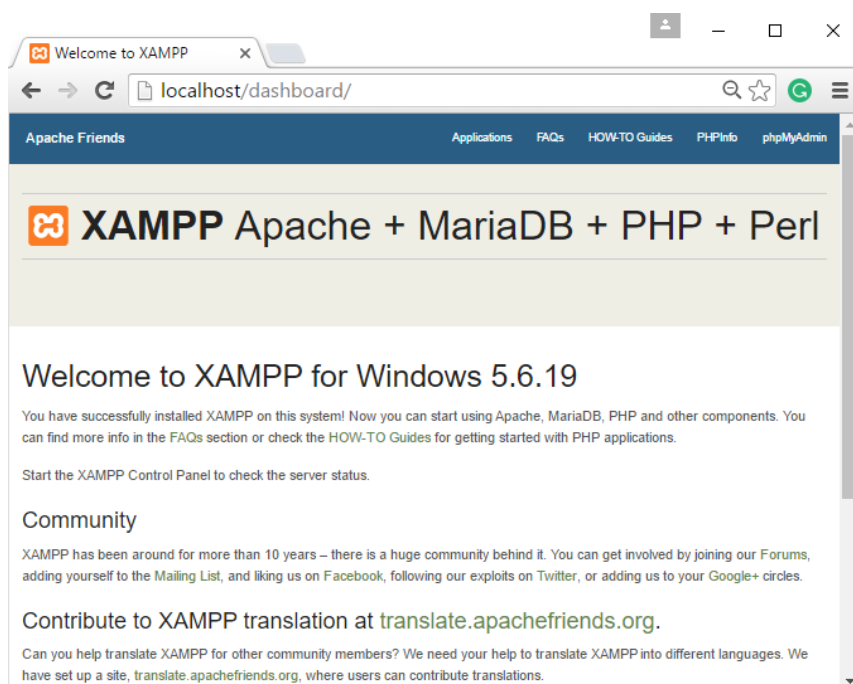 Welcome to XAMPP
localhost/dashboard/
Apache Friends
Applications FAQs HOW-TO Guides PHPInfo phpMyAdmin
XAMPP Apache + MariaDB + PHP + Perl
Welcome to XAMPP for Windows 5.6.19
You have successfully installed XAMPP on this system! Now you can start using Apache, MariaDB, PHP and other components. You
can find more info in the FAQs section or check the HOW-TO Guides for getting started with PHP applications.
Start the XAMPP Control Panel to check the server status.
Community
XAMPP has been around for more than 10 years – there is a huge community behind it. You can get involved by joining our Forums,
adding yourself to the Mailing List, and liking us on Facebook, following our exploits on Twitter, or adding us to your Google+ circles.
Contribute to XAMPP translation at translate.apachefriends.org.
Can you help translate XAMPP for other community members? We need your help to translate XAMPP into different languages. We
have set up a site, translate.apachefriends.org, where users can contribute translations.